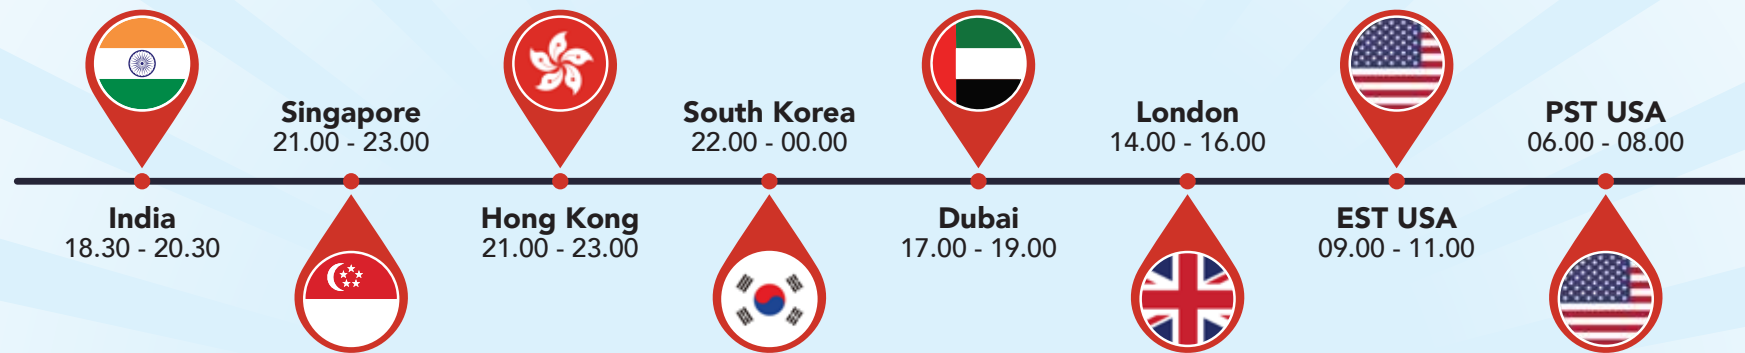 India
18.30 - 20.30
Singapore
21.00 - 23.00
Hong Kong
21.00 - 23.00
South Korea
22.00 - 00.00
Dubai
17.00 - 19.00
London
14.00 - 16.00
EST USA
09.00 - 11.00
PST USA
06.00 - 08.00